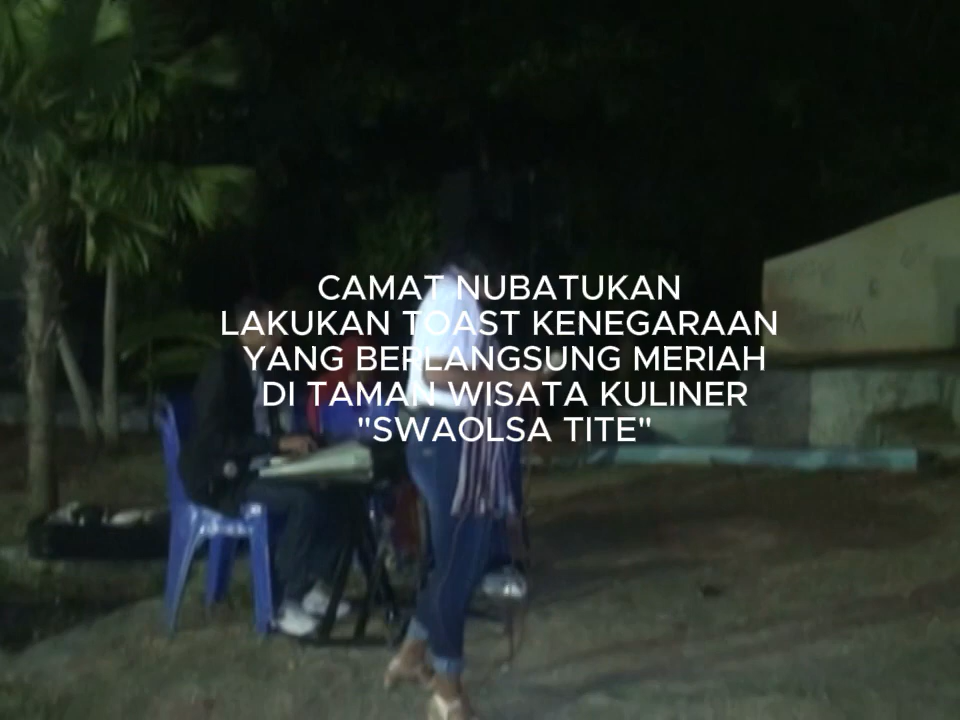 CAMAT NUBATUKAN
LAKUKAN TOAST KENEGARAAN
YANG BERLANGSUNG MERIAH
DI TAMAN WISATA KULINER
"SWAOLSA TITE"